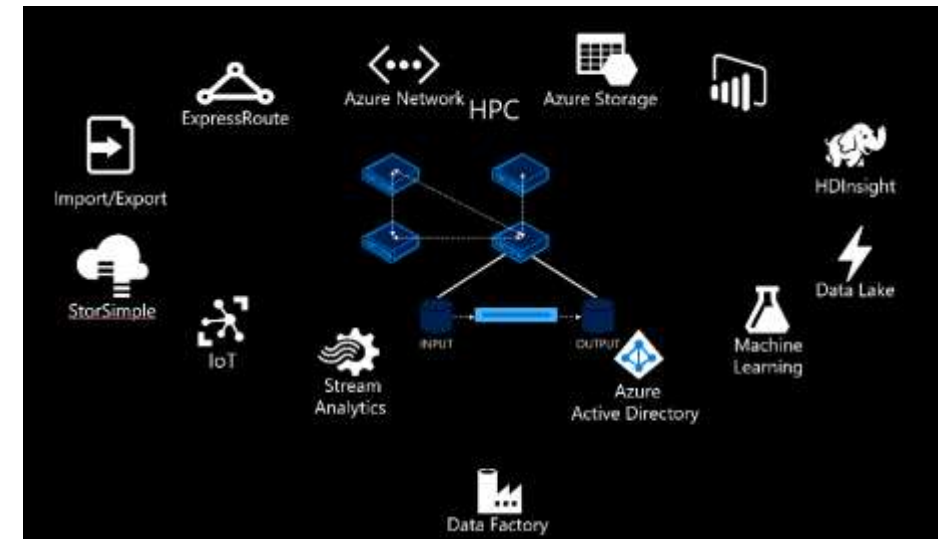 Azure Network
HPC
Azure Storage
ExpressRoute
Import/Export
HDInsight
StorSimple
Data Lake
IoT
INPUT
OUTPUT
Machine
Learning
Stream
Analytics
Azure
Active Directory
Data Factory